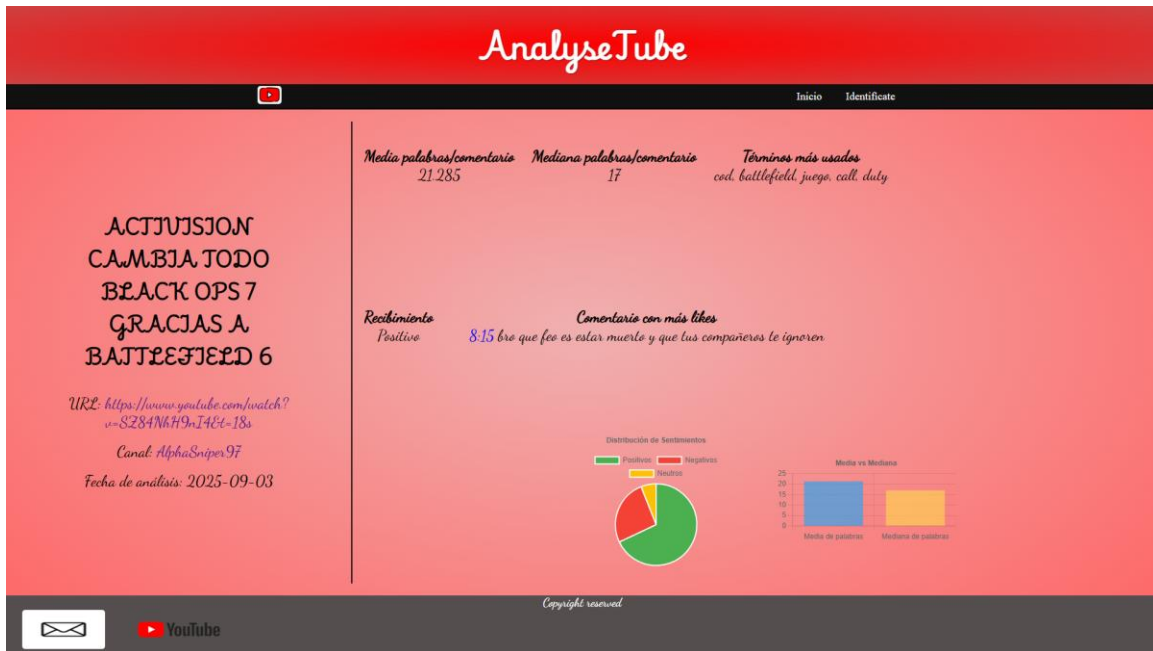 AnalyseTube
Inicio Identificate
ACTIVISION
CAMBIA TODO
BLACK OPS 7
GRACIAS A
BATTLEFIELD 6
URL: https://www.youtube.com/watch?
v=SZ84NhH9nI4&t=18s
Canal: AlphaSniper97
Fecha de análisis: 2025-09-03
Media palabras/comentario Mediana palabras/comentario Términos más usados
21.285 17 cod, battlefield, juego, call, duty
Recibimiento Comentario con más likes
Positivo 8:15 bro que feo es estar muerto y que tus compañeros te ignoren
Distribución de Sentimientos
Positivos Negativos
Neutros
Media vs Mediana
25
20
15
10
5
0
Media de palabras Mediana de palabras
Copyright reserved
YouTube